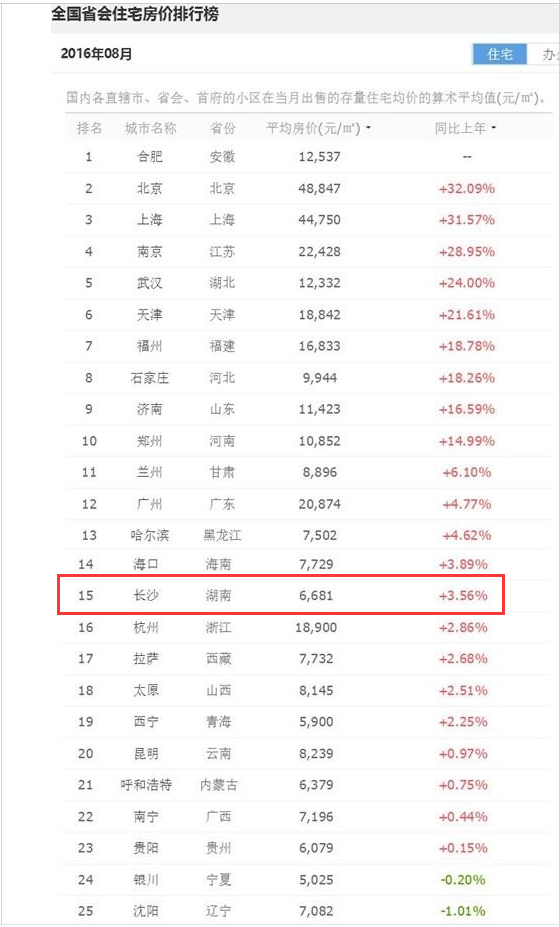 全国省会住宅房价排行榜
2016年08月 住宅 办
国内各直辖市、省会、首府的小区在当月出售的存量住宅均价的算术平均值(元/㎡)。
排名 城市名称 省份 平均房价(元/㎡) 同比上年
1 合肥 安徽 12,537 --
2 北京 北京 48,847 +32.09%
3 上海 上海 44,750 +31.57%
4 南京 江苏 22,428 +28.95%
5 武汉 湖北 12,332 +24.00%
6 天津 天津 18,842 +21.61%
7 福州 福建 16,833 +18.78%
8 石家庄 河北 9,944 +18.26%
9 济南 山东 11,423 +16.59%
10 郑州 河南 10,852 +14.99%
11 兰州 甘肃 8,896 +6.10%
12 广州 广东 20,874 +4.77%
13 哈尔滨 黑龙江 7,502 +4.62%
14 海口 海南 7,729 +3.89%
15 长沙 湖南 6,681 +3.56%
16 杭州 浙江 18,900 +2.86%
17 拉萨 西藏 7,732 +2.68%
18 太原 山西 8,145 +2.51%
19 西宁 青海 5,900 +2.25%
20 昆明 云南 8,239 +0.97%
21 呼和浩特 内蒙古 6,379 +0.75%
22 南宁 广西 7,196 +0.44%
23 贵阳 贵州 6,079 +0.15%
24 银川 宁夏 5,025 -0.20%
25 沈阳 辽宁 7,082 -1.01%